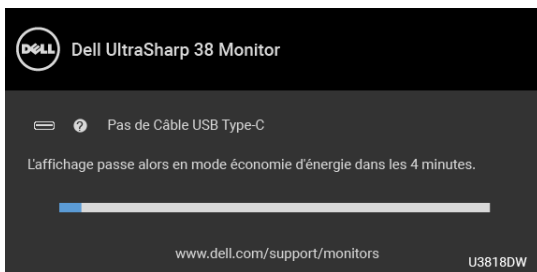 DELL Dell UltraSharp 38 Monitor
Pas de Câble USB Type-C
L'affichage passe alors en mode économie d'énergie dans les 4 minutes.
www.dell.com/support/monitors
U3818DW